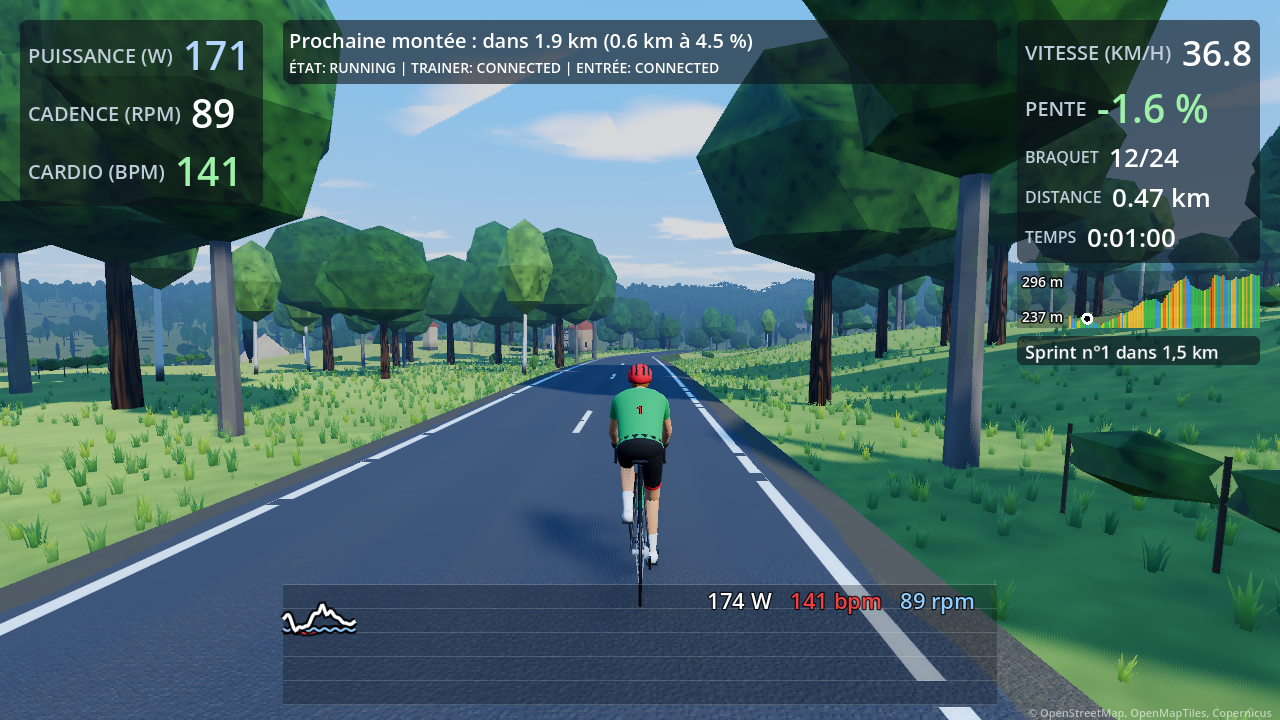 PUISSANCE (W) 171
CADENCE (RPM) 89
CARDIO (BPM) 141
Prochaine montée : dans 1.9 km (0.6 km à 4.5 %)
ÉTAT: RUNNING | TRAINER: CONNECTED | ENTRÉE: CONNECTED
VITESSE (KM/H) 36.8
PENTE -1.6 %
BRAQUET 12/24
DISTANCE 0.47 km
TEMPS 0:01:00
296 m
237 m
Sprint n°1 dans 1,5 km
1
174 W 141 bpm 89 rpm
© OpenStreetMap, OpenMapTiles, Copernicus